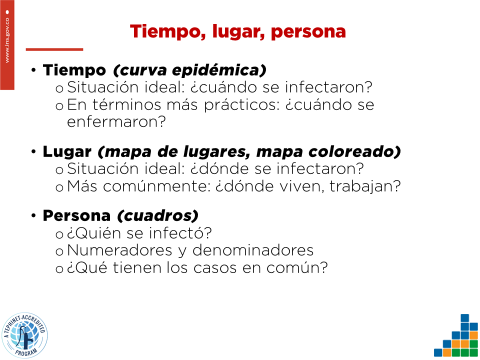 www.ins.gov.co
Tiempo, lugar, persona
• Tiempo (curva epidémica)
o Situación ideal: ¿cuándo se infectaron?
o En términos más prácticos: ¿cuándo se
enfermaron?
• Lugar (mapa de lugares, mapa coloreado)
o Situación ideal: ¿dónde se infectaron?
o Más comúnmente: ¿dónde viven, trabajan?
• Persona (cuadros)
o ¿Quién se infectó?
o Numeradores y denominadores
o ¿Qué tienen los casos en común?
A TEPHINET ACCREDITED
PROGRAM